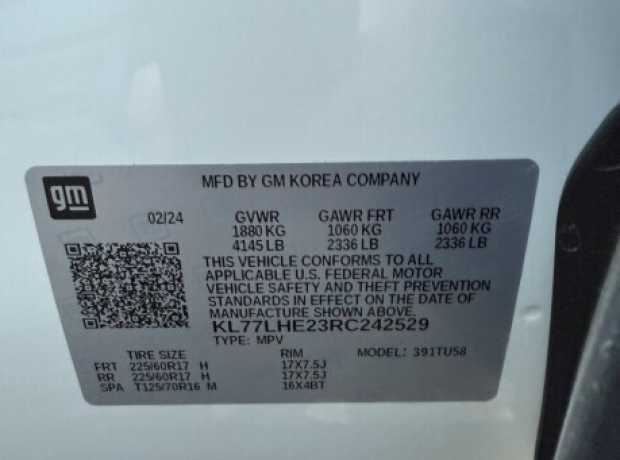 gm
MFD BY GM KOREA COMPANY
02/24 GVWR GAWR FRT GAWR RR
1880 KG 1060 KG 1060 KG
4145 LB 2336 LB 2336 LB
THIS VEHICLE CONFORMS TO ALL
APPLICABLE U.S. FEDERAL MOTOR
VEHICLE SAFETY AND THEFT PREVENTION
STANDARDS IN EFFECT ON THE DATE OF
MANUFACTURE SHOWN ABOVE.
KL77LHE23RC242529
TYPE: MPV
TIRE SIZE RIM MODEL: 391TU58
FRT 225/60R17 H 17X7.5J
RR 225/60R17 H 17X7.5J
SPA T125/70R16 M 16X4BT